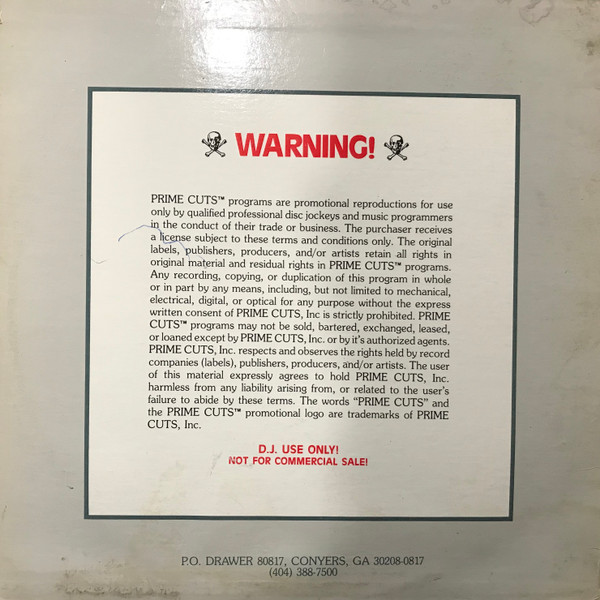 WARNING!
PRIME CUTS™ programs are promotional reproductions for use
only by qualified professional disc jockeys and music programmers
in the conduct of their trade or business. The purchaser receives
a license subject to these terms and conditions only. The original
labels, publishers, producers, and/or artists retain all rights in
original material and residual rights in PRIME CUTS™ programs.
Any recording, copying, or duplication of this program in whole
or in part by any means, including, but not limited to mechanical,
electrical, digital, or optical for any purpose without the express
written consent of PRIME CUTS, Inc is strictly prohibited. PRIME
CUTS™ programs may not be sold, bartered, exchanged, leased,
or loaned except by PRIME CUTS, Inc. or by it's authorized agents.
PRIME CUTS, Inc. respects and observes the rights held by record
companies (labels), publishers, producers, and/or artists. The user
of this material expressly agrees to hold PRIME CUTS, Inc.
harmless from any liability arising from, or related to the user's
failure to abide by these terms. The words "PRIME CUTS" and
the PRIME CUTS™ promotional logo are trademarks of PRIME
CUTS, Inc.
D.J. USE ONLY!
NOT FOR COMMERCIAL SALE!
P.O. DRAWER 80817, CONYERS, GA 30208-0817
(404) 388-7500